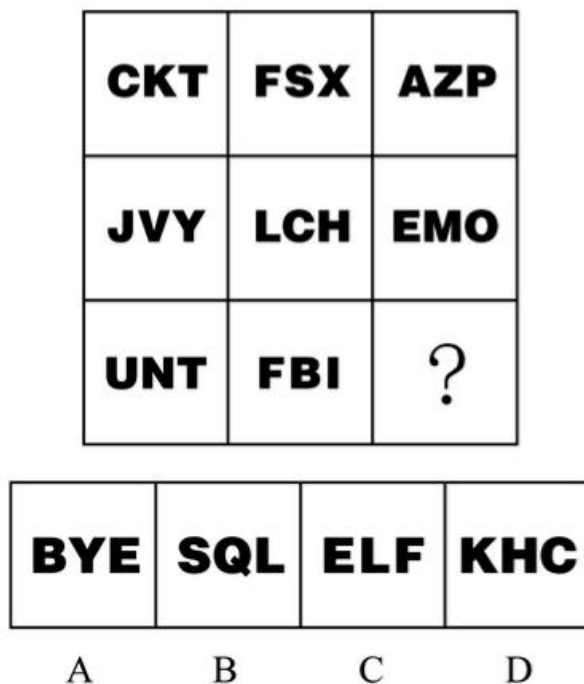 CKT FSX AZP
JVY LCH EMO
UNT FBI ?
BYE SQL ELF KHC
A B C D